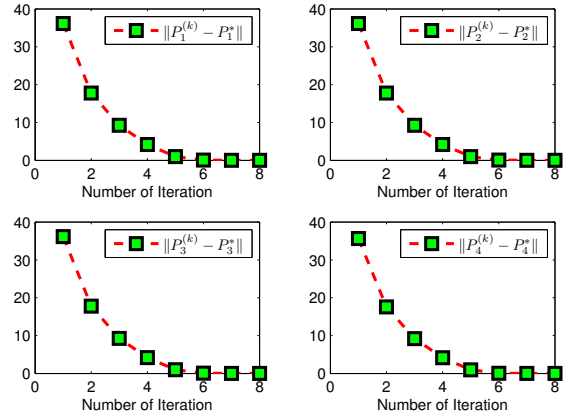 40
30
20
10
0
0 2 4 6 8
Number of Iteration
‖P₁⁽ᵏ⁾ − P₁*‖
40
30
20
10
0
0 2 4 6 8
Number of Iteration
‖P₂⁽ᵏ⁾ − P₂*‖
40
30
20
10
0
0 2 4 6 8
Number of Iteration
‖P₃⁽ᵏ⁾ − P₃*‖
40
30
20
10
0
0 2 4 6 8
Number of Iteration
‖P₄⁽ᵏ⁾ − P₄*‖